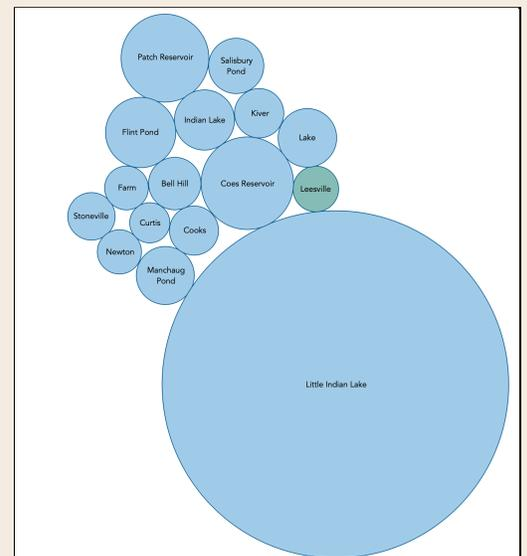 Patch Reservoir
Salisbury
Pond
Indian Lake
Kiver
Flint Pond
Lake
Farm
Bell Hill
Coes Reservoir
Leesville
Stoneville
Curtis
Cooks
Newton
Manchaug
Pond
Little Indian Lake